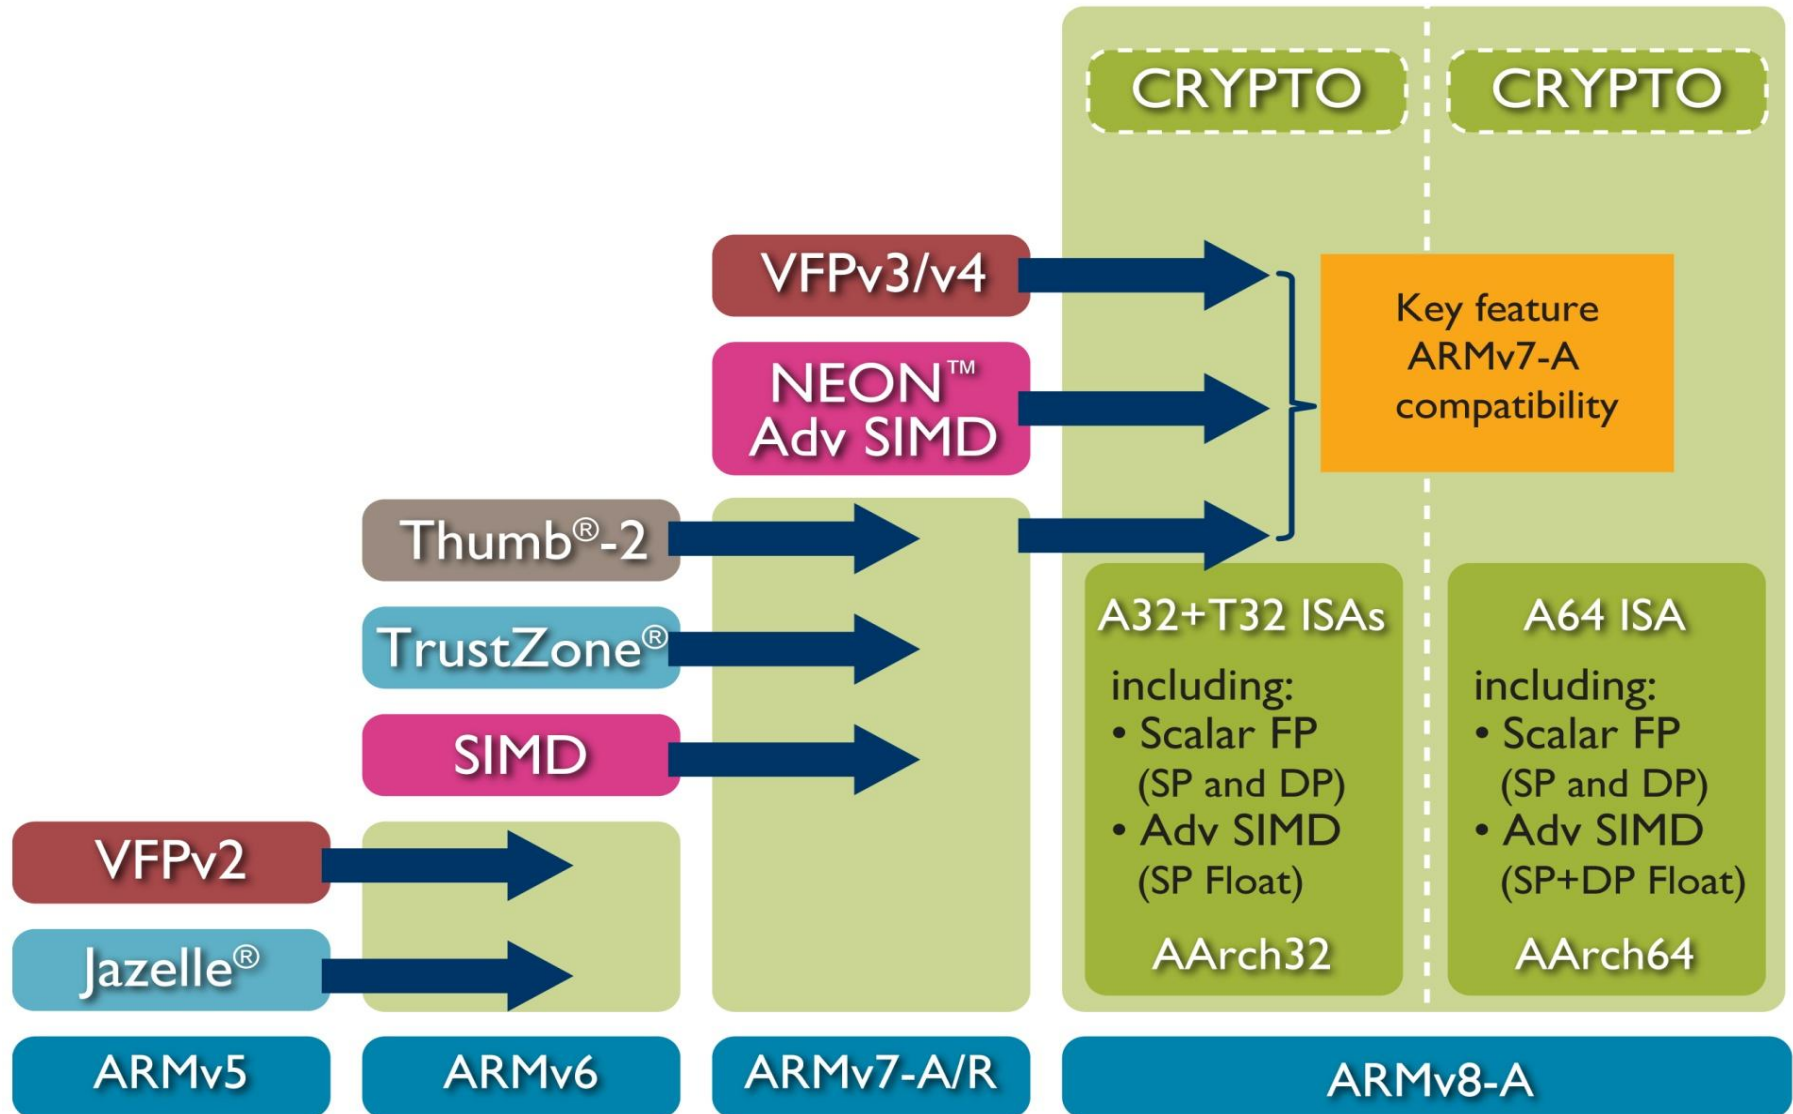 CRYPTO
CRYPTO
VFPv3/v4
Key feature
ARMv7-A
compatibility
NEON™
Adv SIMD
Thumb®-2
TrustZone®
SIMD
A32+T32 ISAs
including:
• Scalar FP
(SP and DP)
• Adv SIMD
(SP Float)
AArch32
A64 ISA
including:
• Scalar FP
(SP and DP)
• Adv SIMD
(SP+DP Float)
AArch64
VFPv2
Jazelle®
ARMv5
ARMv6
ARMv7-A/R
ARMv8-A